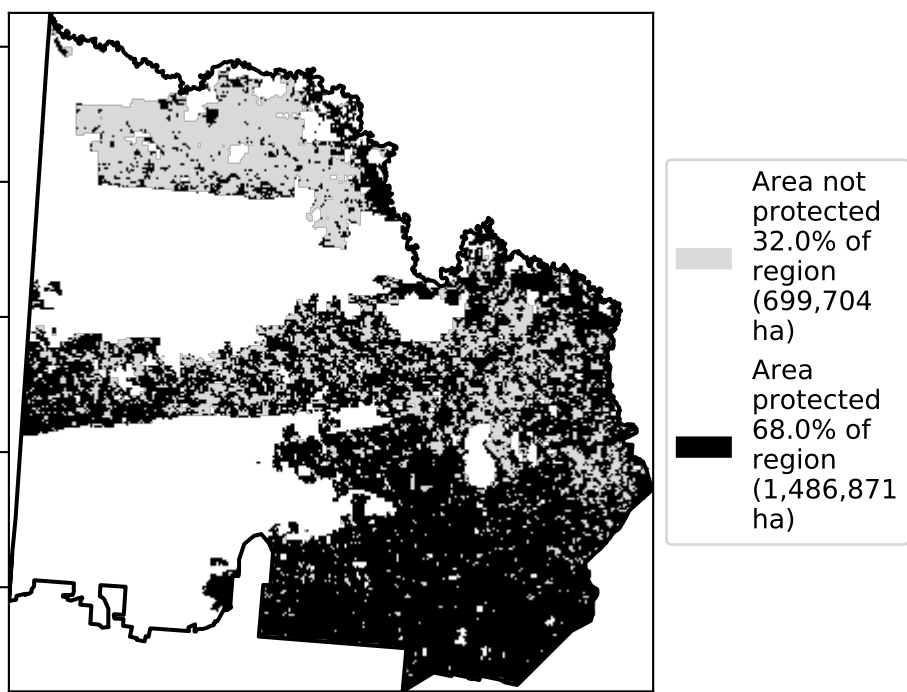 Area not
protected
32.0% of
region
(699,704
ha)
Area
protected
68.0% of
region
(1,486,871
ha)